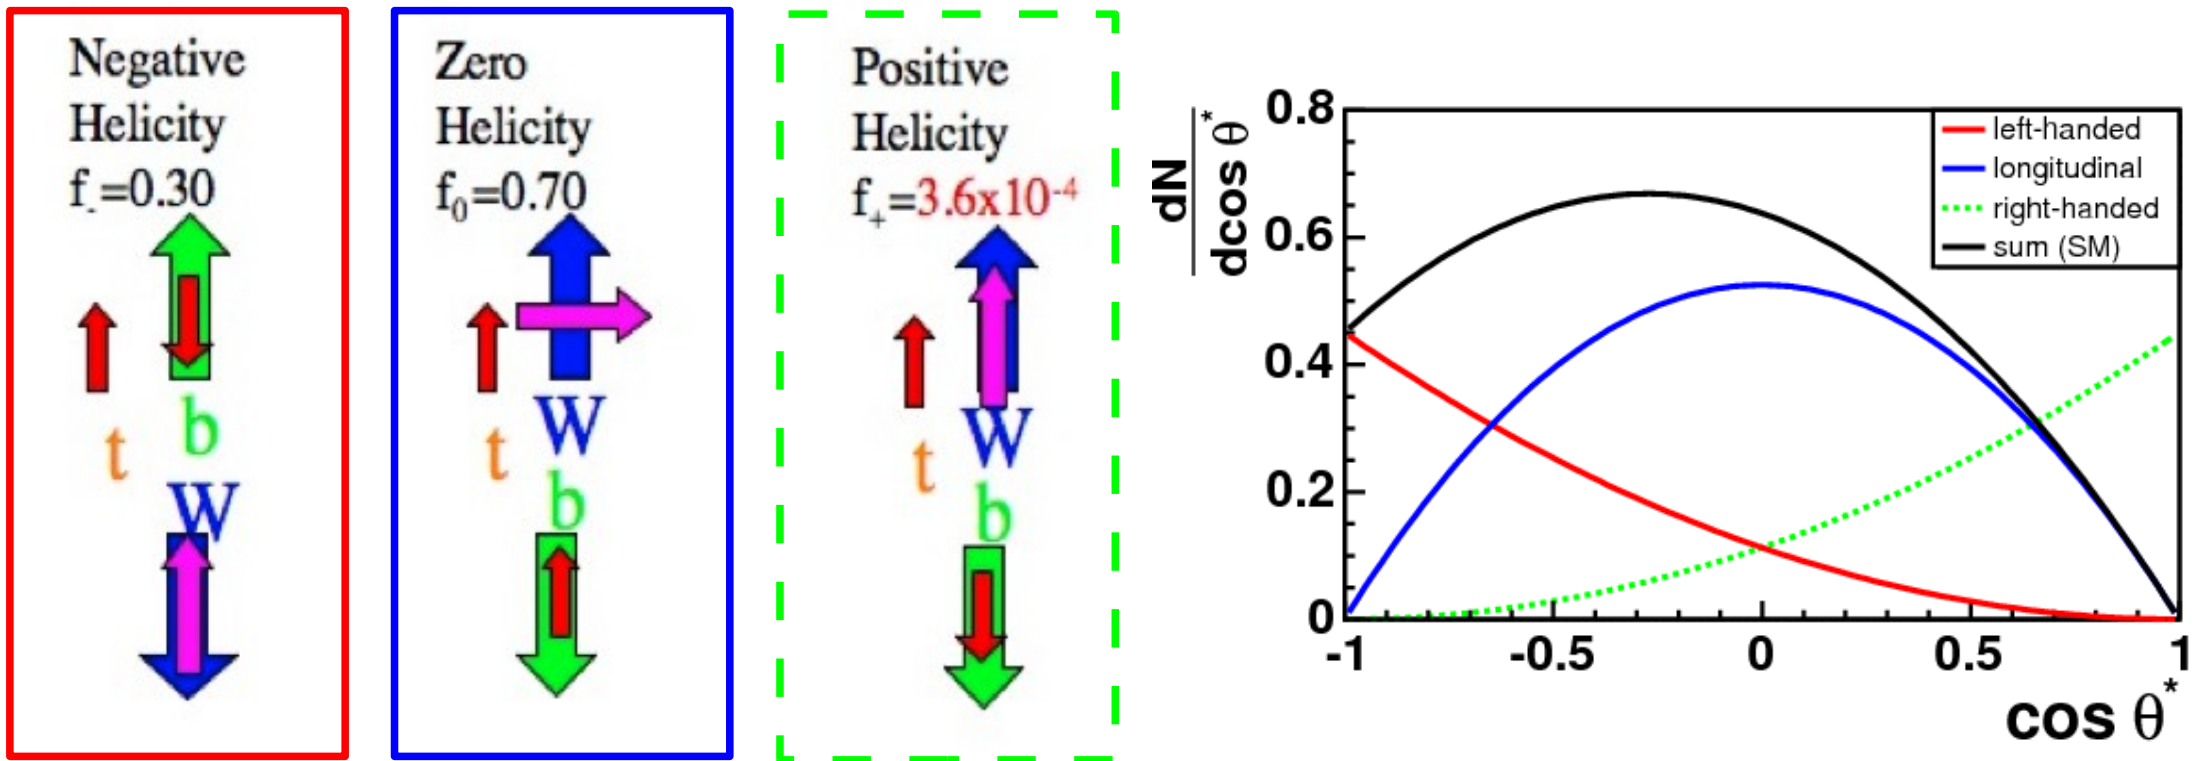 Negative
Helicity
f₋=0.30
t
b
W
Zero
Helicity
f₀=0.70
t
W
b
Positive
Helicity
f₊=3.6x10⁻⁴
t
W
b
dN
dcos θ*
0.8
0.6
0.4
0.2
0
-1
-0.5
0
0.5
1
cos θ*
left-handed
longitudinal
right-handed
sum (SM)